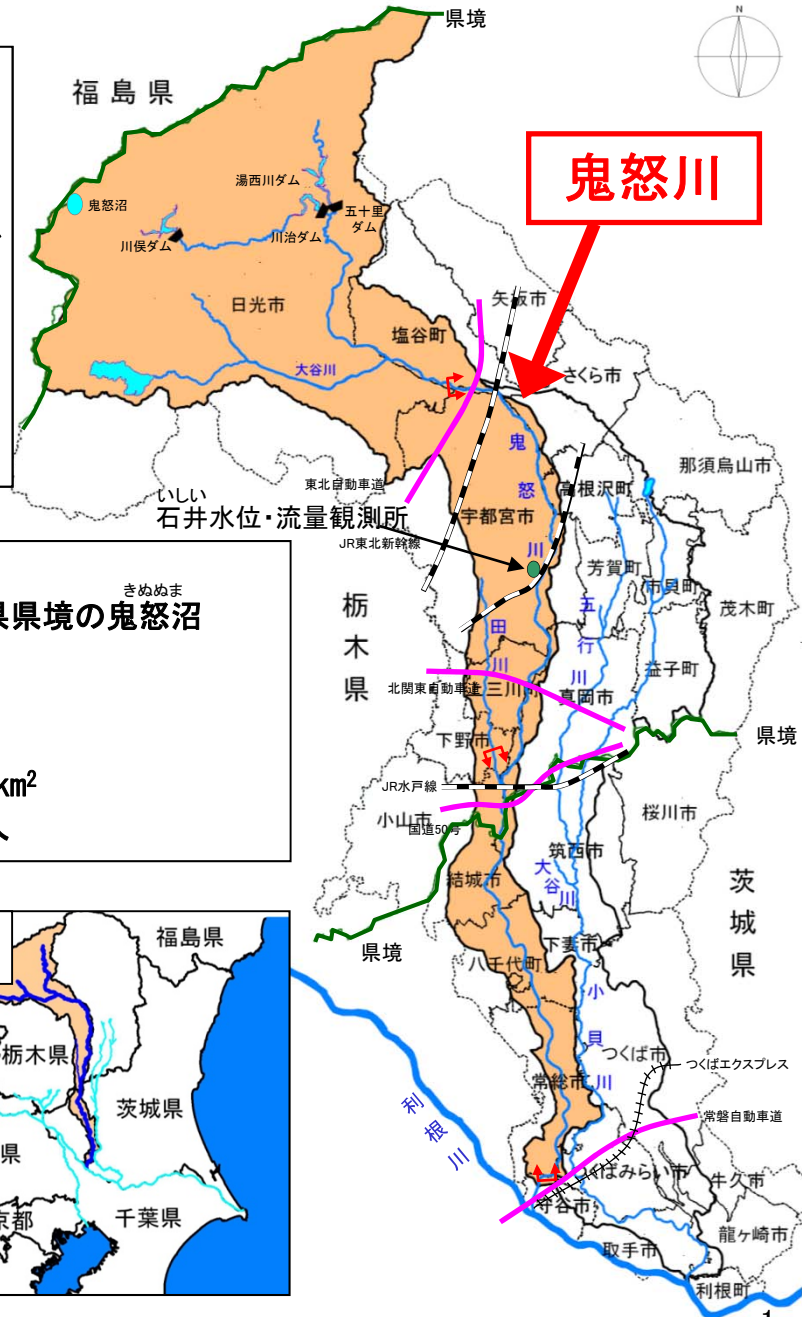 県境
N
福島県
鬼怒川
湯西川ダム
鬼怒沼
五十里
ダム
川俣ダム
川治ダム
日光市
矢板市
塩谷町
大谷川
さくら市
鬼
怒
川
那須烏山市
東北自動車道
高根沢町
いしい
石井水位・流量観測所
宇都宮市
JR東北新幹線
芳賀町
市貝町
茂木町
栃
木
県
田
川
五
行
川
益子町
北関東自動車道
上三川町
真岡市
下野市
県境
JR水戸線
小山市
国道50号
桜川市
筑西市
結城市
大
谷
川
茨
城
県
県境
八千代町
下妻市
小
貝
川
つくば市
つくばエクスプレス
常総市
常磐自動車道
利
根
川
つくばみらい市
牛久市
守谷市
龍ヶ崎市
取手市
利根町
きぬぬま
県県境の鬼怒沼
km2
人
福島県
栃木県
茨城県
県
京都
千葉県
1